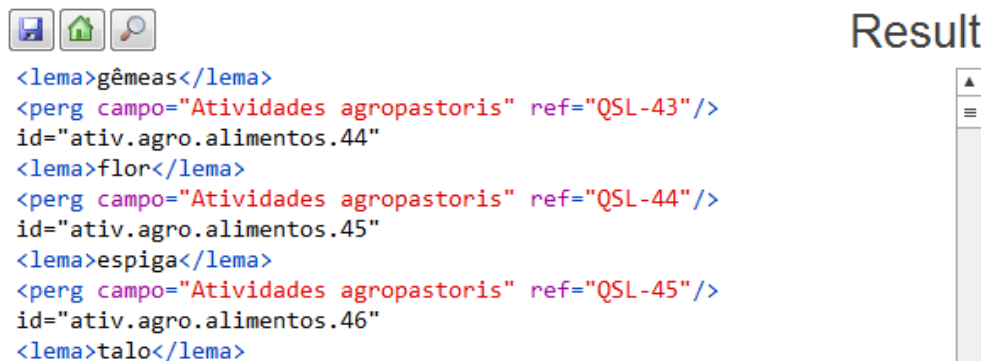 Result
<lema>gêmeas</lema>
<perg campo="Atividades agropastoris" ref="QSL-43"/>
id="ativ.agro.alimentos.44"
<lema>flor</lema>
<perg campo="Atividades agropastoris" ref="QSL-44"/>
id="ativ.agro.alimentos.45"
<lema>espiga</lema>
<perg campo="Atividades agropastoris" ref="QSL-45"/>
id="ativ.agro.alimentos.46"
<lema>talo</lema>